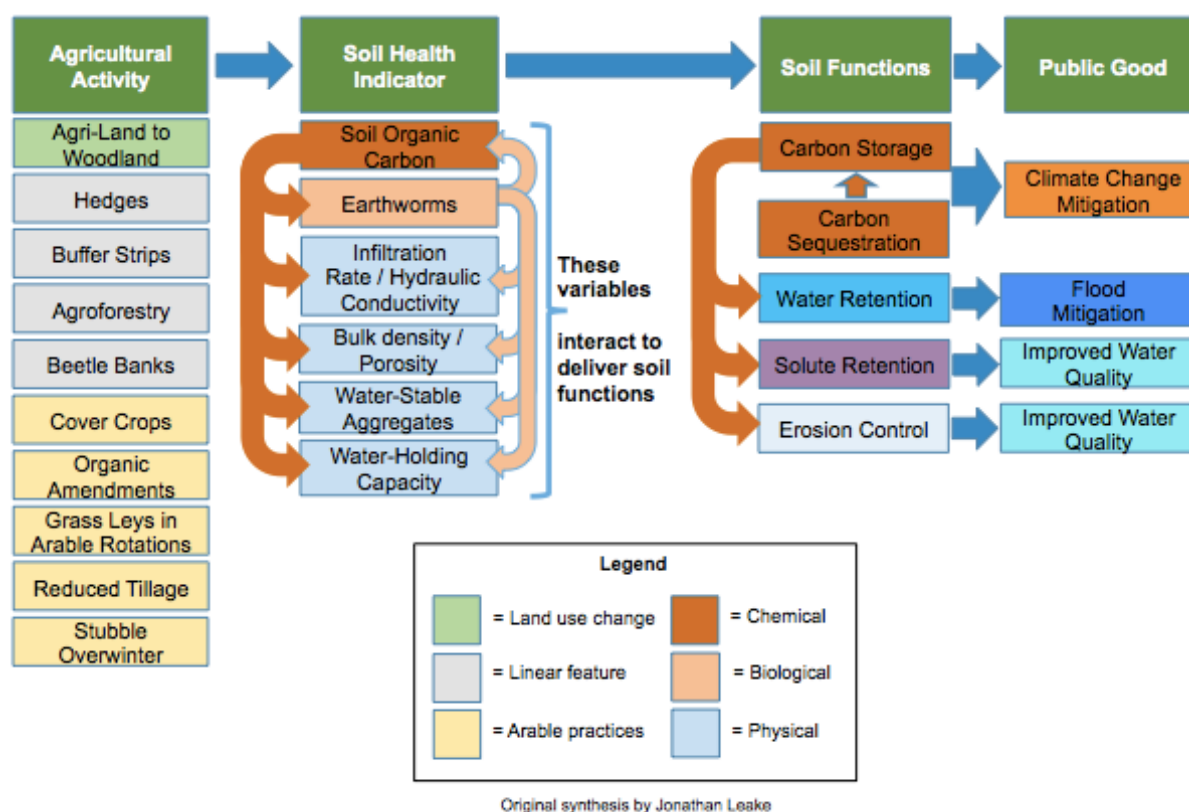 Agricultural
Activity
Soil Health
Indicator
Soil Functions
Public Good
Agri-Land to
Woodland
Hedges
Buffer Strips
Agroforestry
Beetle Banks
Cover Crops
Organic
Amendments
Grass Leys in
Arable Rotations
Reduced Tillage
Stubble
Overwinter
Soil Organic
Carbon
Earthworms
Infiltration
Rate / Hydraulic
Conductivity
Bulk density /
Porosity
Water-Stable
Aggregates
Water-Holding
Capacity
These
variables
interact to
deliver soil
functions
Carbon Storage
Carbon
Sequestration
Water Retention
Solute Retention
Erosion Control
Climate Change
Mitigation
Flood
Mitigation
Improved Water
Quality
Improved Water
Quality
Legend
= Land use change
= Chemical
= Linear feature
= Biological
= Arable practices
= Physical
Original synthesis by Jonathan Leake